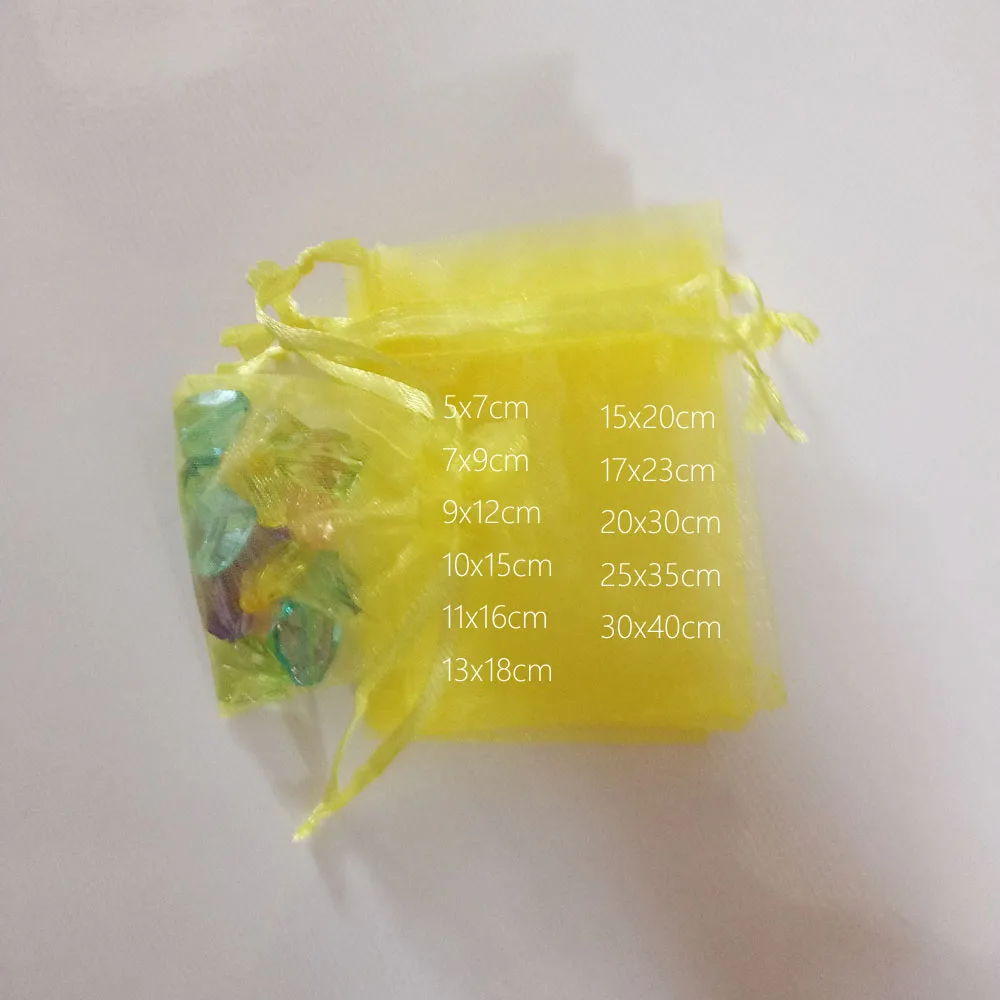 5x7cm
7x9cm
9x12cm
10x15cm
11x16cm
13x18cm
15x20cm
17x23cm
20x30cm
25x35cm
30x40cm